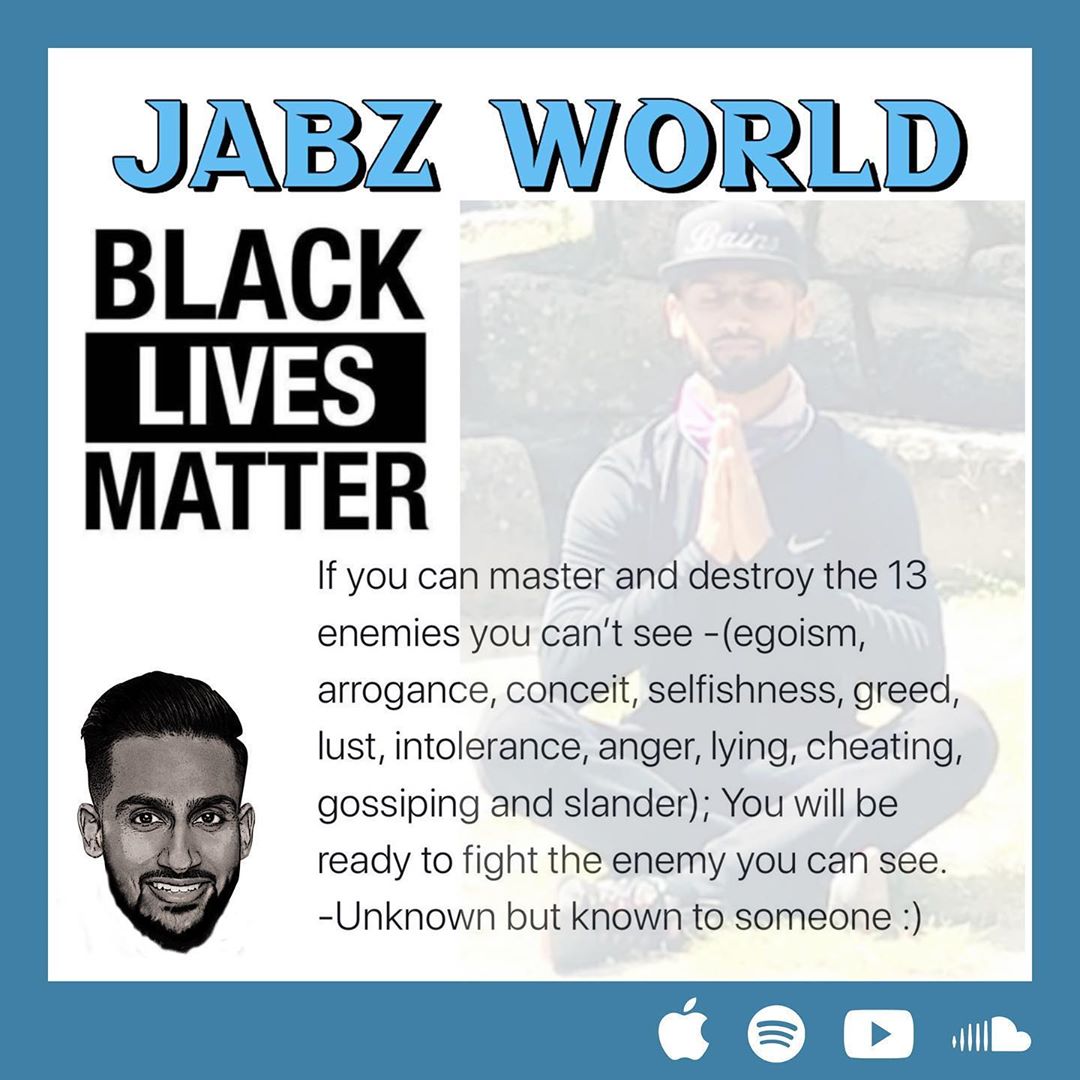 JABZ WORLD
BLACK
LIVES
MATTER
Bains
If you can master and destroy the 13
enemies you can’t see -(egoism,
arrogance, conceit, selfishness, greed,
lust, intolerance, anger, lying, cheating,
gossiping and slander); You will be
ready to fight the enemy you can see.
-Unknown but known to someone :)